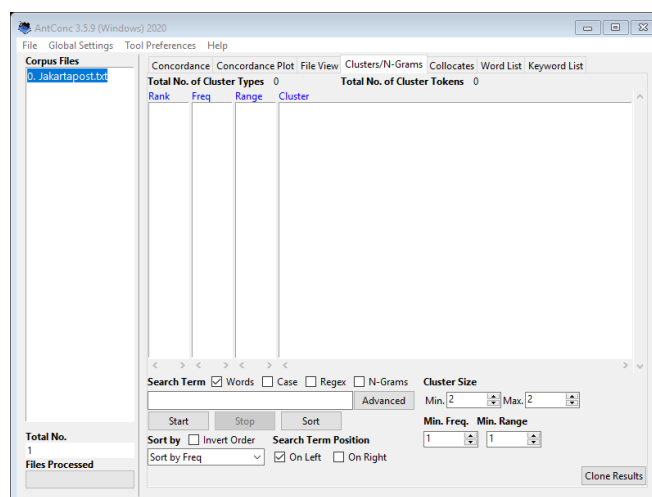 AntConc 3.5.9 (Windows) 2020
File Global Settings Tool Preferences Help
Corpus Files
0. Jakartapost.txt
Concordance Concordance Plot File View Clusters/N-Grams Collocates Word List Keyword List
Total No. of Cluster Types 0 Total No. of Cluster Tokens 0
Rank Freq Range Cluster
Search Term Words Case Regex N-Grams Cluster Size
Advanced Min. 2 Max. 2
Start Stop Sort Min. Freq. Min. Range
Total No.
1
Files Processed
Sort by Invert Order Search Term Position 1 1
Sort by Freq On Left On Right
Clone Results